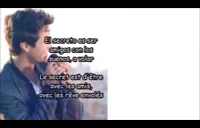 El secreto es ser
amigos con los
sueños, a volar
Le secret est d'être
avec les amis,
avec les rêve envolés